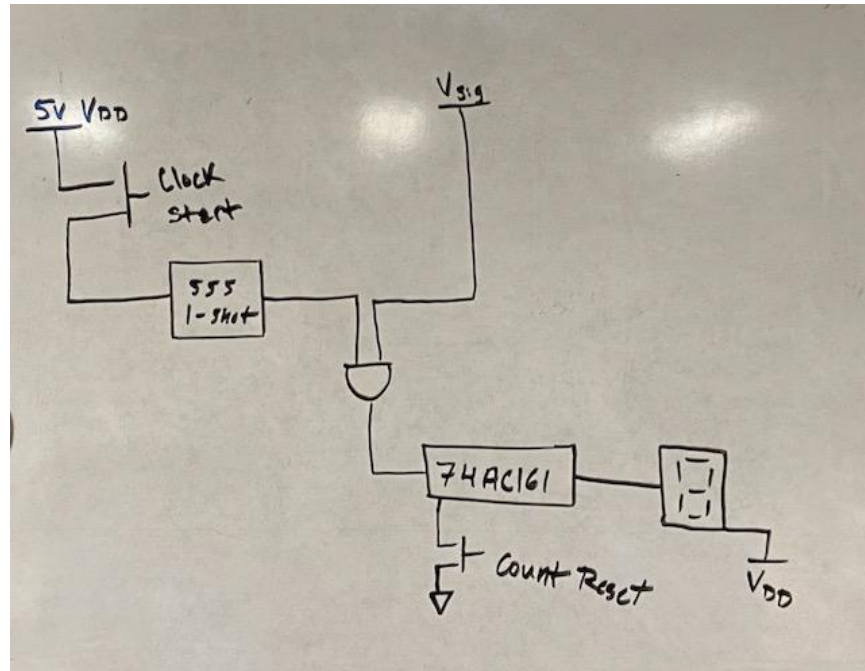 5V VDD
Vsig
Clock
start
555
1-shot
74AC161
Count Reset
VDD